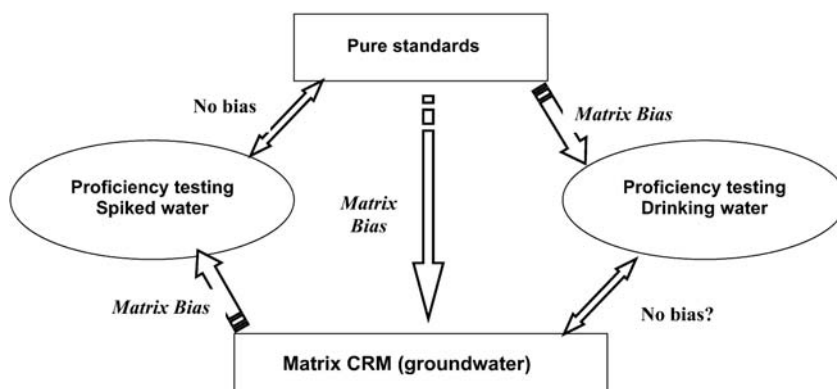 Pure standards
No bias
Matrix Bias
Proficiency testing
Spiked water
Matrix
Bias
Proficiency testing
Drinking water
Matrix Bias
No bias?
Matrix CRM (groundwater)